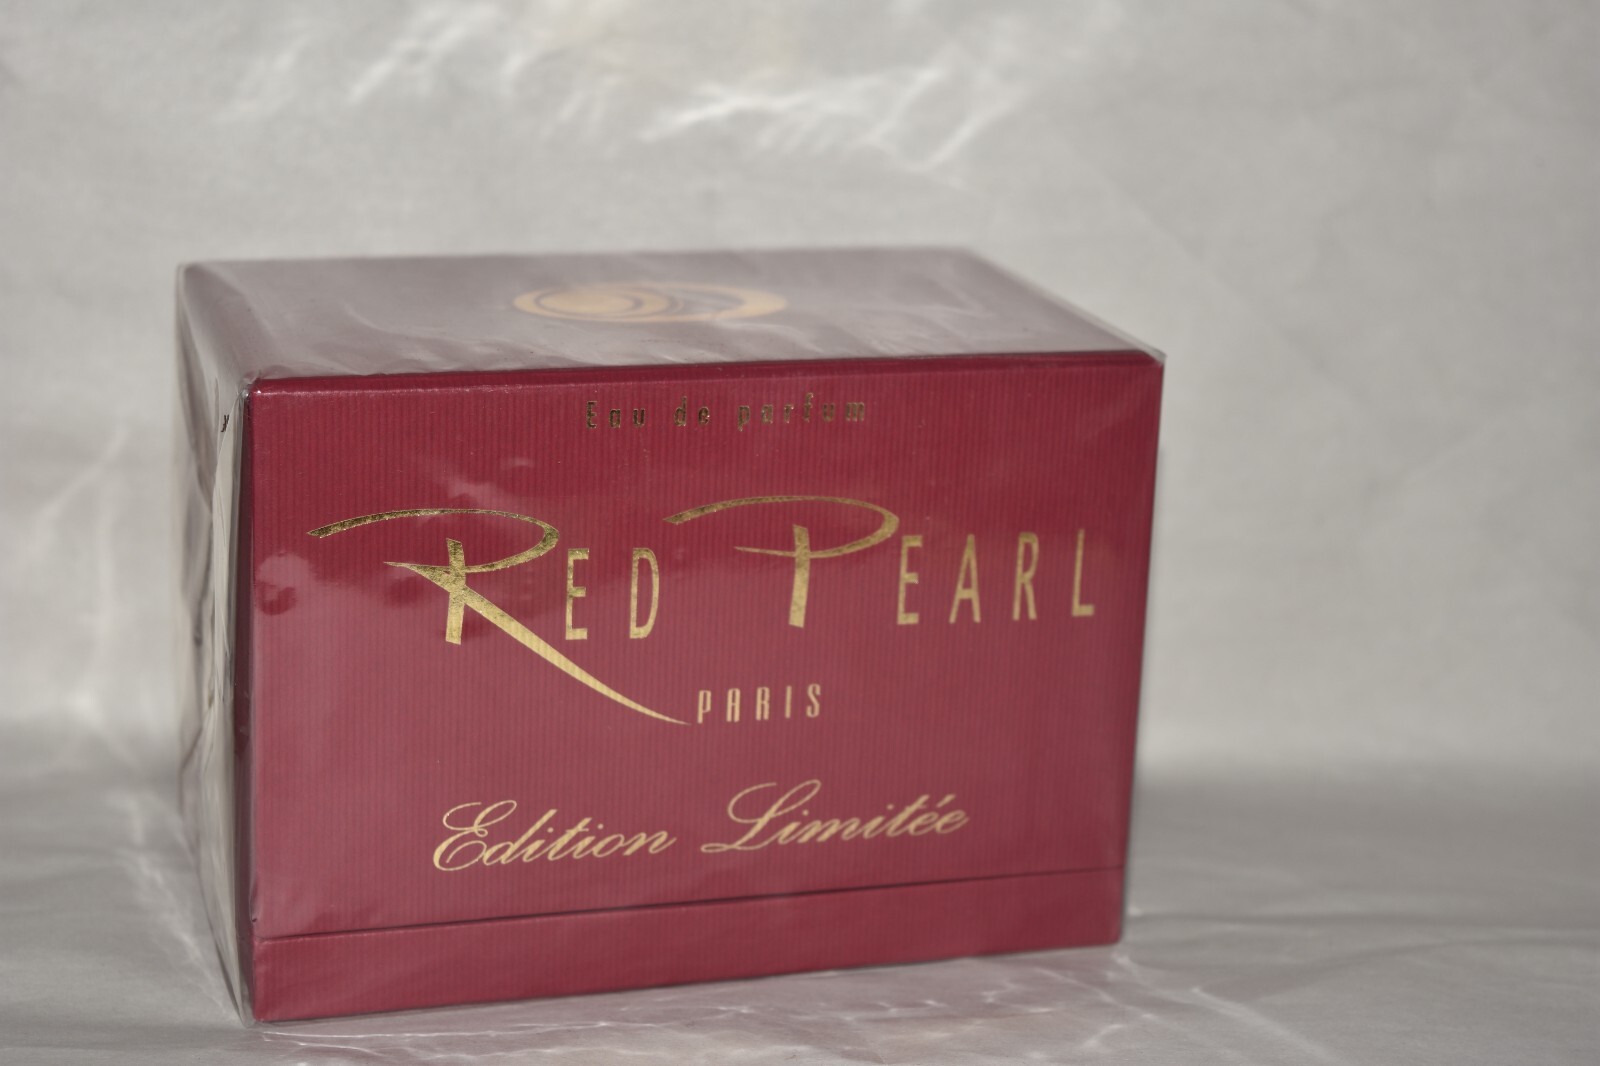 Eau de parfum
RED PEARL
PARIS
Edition Limitée